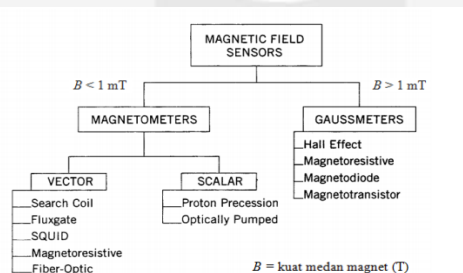 MAGNETIC FIELD
SENSORS
B < 1 mT
B > 1 mT
MAGNETOMETERS
GAUSSMETERS
Hall Effect
Magnetoresistive
Magnetodiode
Magnetotransistor
VECTOR
SCALAR
Search Coil
Fluxgate
SQUID
Magnetoresistive
Fiber-Optic
Proton Precession
Optically Pumped
B = kuat medan magnet (T)